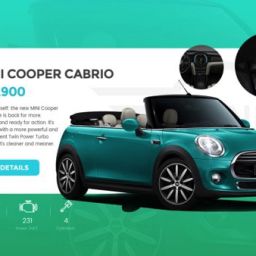 I COOPER CABRIO
.900
self: the new MINI Cooper
e is back for more
and ready for action. It's
with a more powerful and
ent Twin Power Turbo
t's cleaner and meaner.
DETAILS
231
4